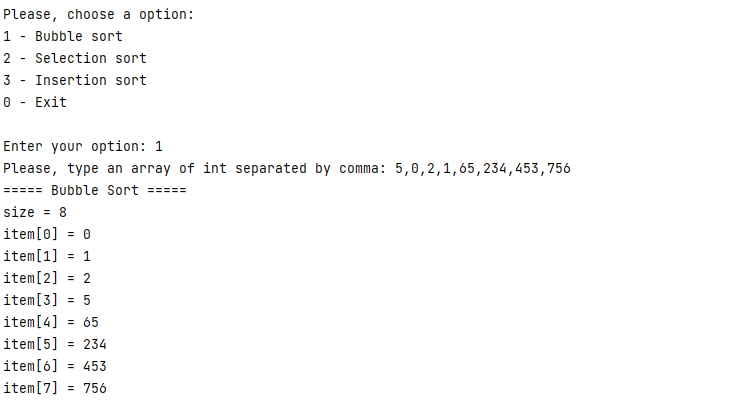 Please, choose a option:
1 - Bubble sort
2 - Selection sort
3 - Insertion sort
0 - Exit
Enter your option: 1
Please, type an array of int separated by comma: 5,0,2,1,65,234,453,756
===== Bubble Sort =====
size = 8
item[0] = 0
item[1] = 1
item[2] = 2
item[3] = 5
item[4] = 65
item[5] = 234
item[6] = 453
item[7] = 756